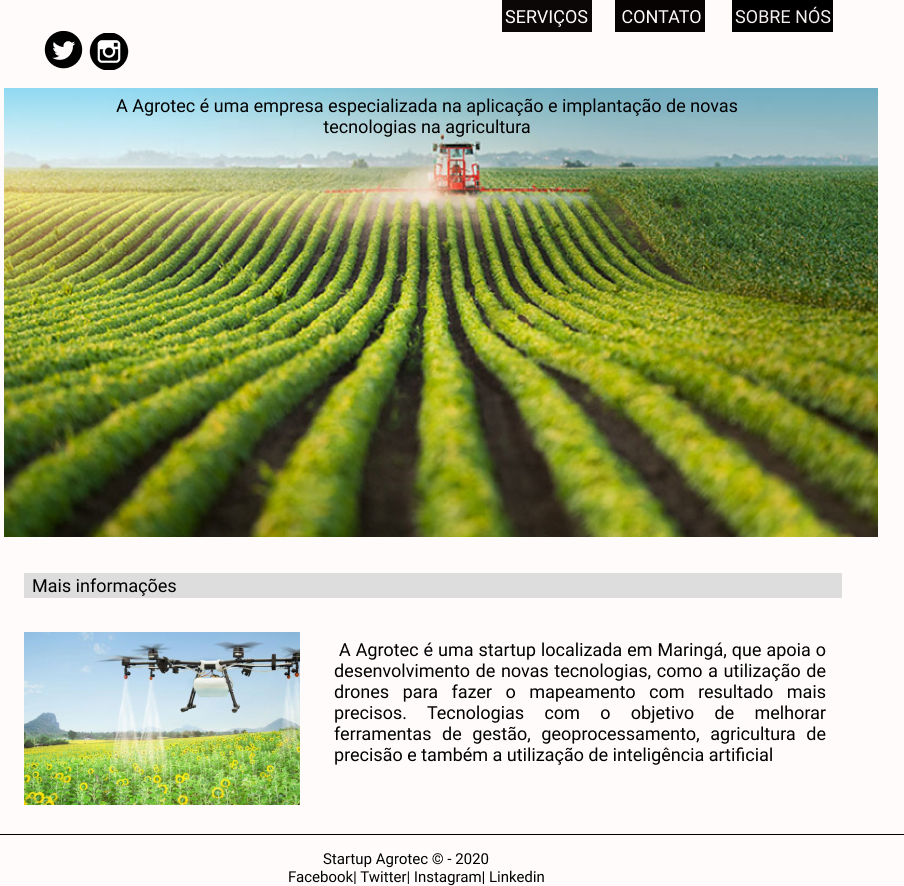 SERVIÇOS CONTATO SOBRE NÓS
A Agrotec é uma empresa especializada na aplicação e implantação de novas
tecnologias na agricultura
Mais informações
A Agrotec é uma startup localizada em Maringá, que apoia o
desenvolvimento de novas tecnologias, como a utilização de
drones para fazer o mapeamento com resultado mais
precisos. Tecnologias com o objetivo de melhorar
ferramentas de gestão, geoprocessamento, agricultura de
precisão e também a utilização de inteligência artificial
Startup Agrotec © - 2020
Facebook| Twitter| Instagram| Linkedin